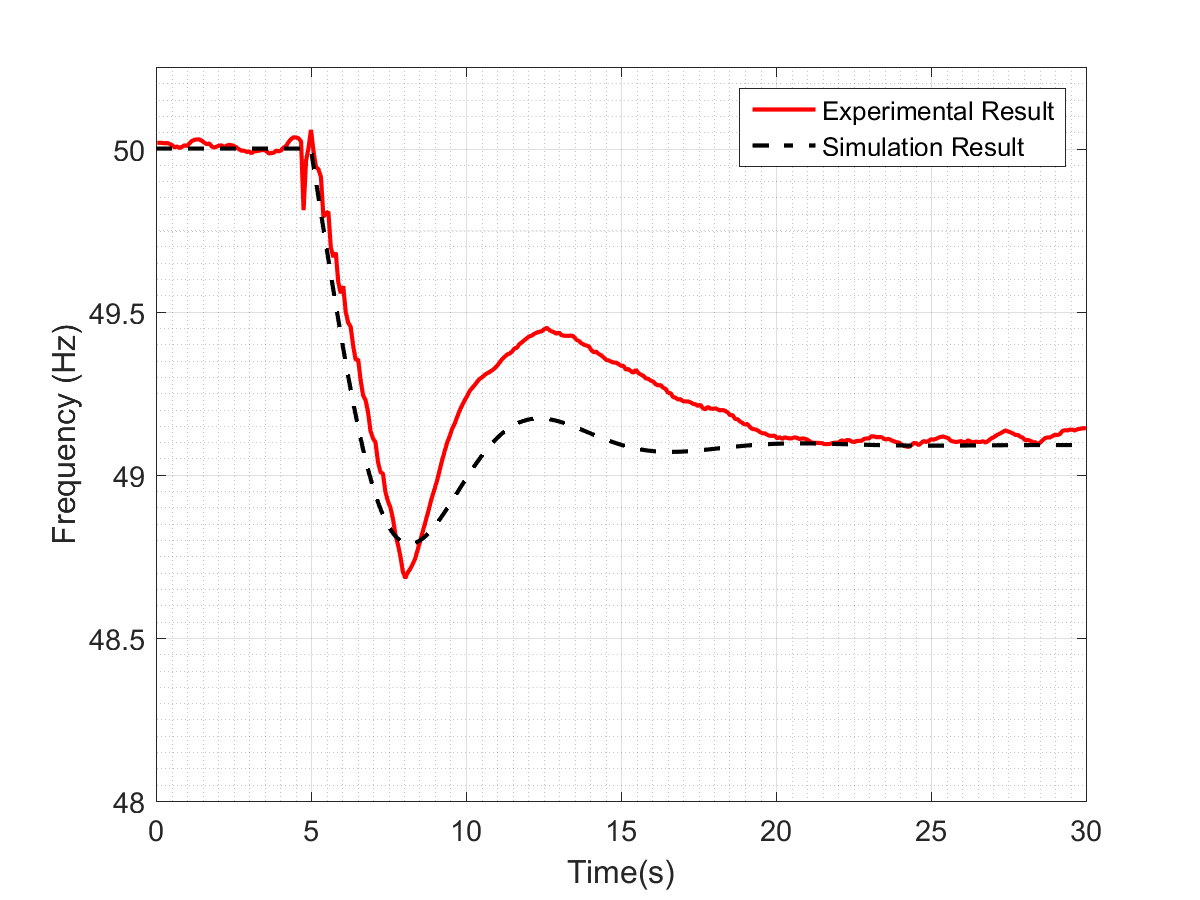 Experimental Result
Simulation Result
50
49.5
49
48.5
48
Frequency (Hz)
0 5 10 15 20 25 30
Time(s)